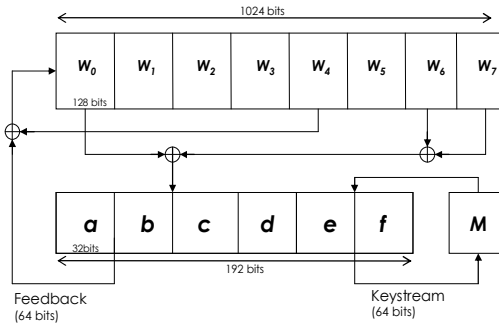 1024 bits
W0 W1 W2 W3 W4 W5 W6 W7
128 bits
a b c d e f M
32bits
192 bits
Feedback Keystream
(64 bits) (64 bits)